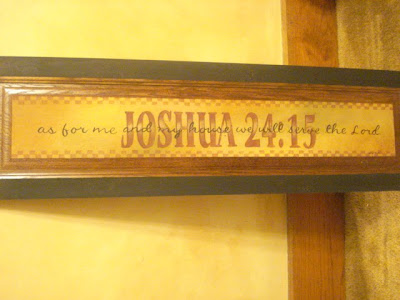 JOSHUA 24:15
as for me and my house we will serve the Lord